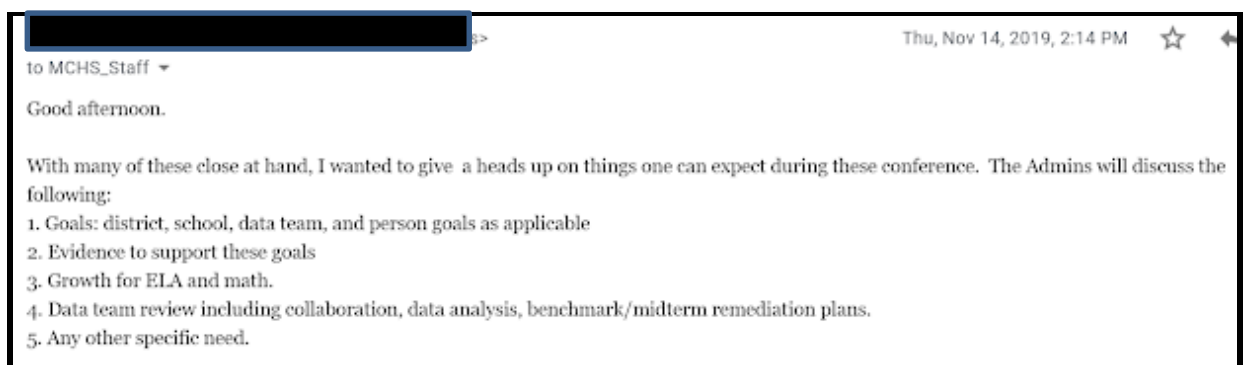 s>
Thu, Nov 14, 2019, 2:14 PM
to MCHS_Staff
Good afternoon.
With many of these close at hand, I wanted to give  a heads up on things one can expect during these conference.  The Admins will discuss the
following:
1. Goals: district, school, data team, and person goals as applicable
2. Evidence to support these goals
3. Growth for ELA and math.
4. Data team review including collaboration, data analysis, benchmark/midterm remediation plans.
5. Any other specific need.